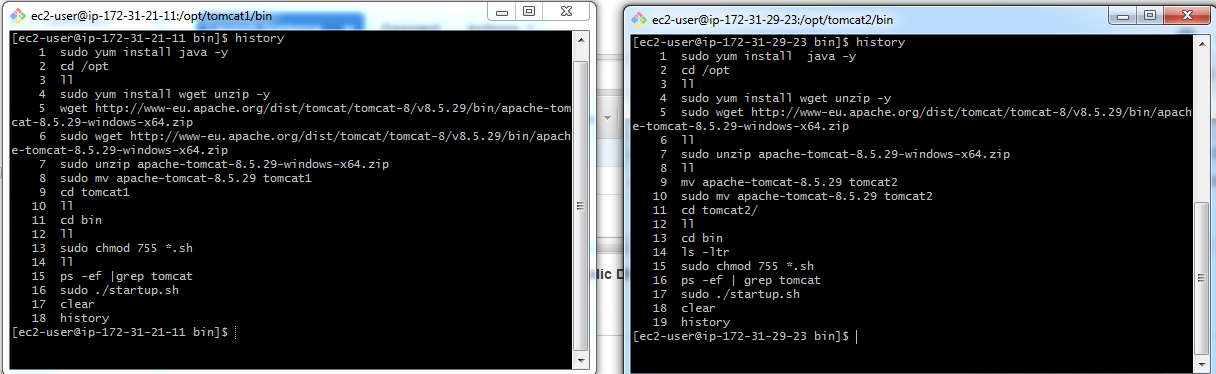 ec2-user@ip-172-31-21-11:/opt/tomcat1/bin
[ec2-user@ip-172-31-21-11 bin]$ history
1 sudo yum install java -y
2 cd /opt
3 ll
4 sudo yum install wget unzip -y
5 wget http://www-eu.apache.org/dist/tomcat/tomcat-8/v8.5.29/bin/apache-tom
cat-8.5.29-windows-x64.zip
6 sudo wget http://www-eu.apache.org/dist/tomcat/tomcat-8/v8.5.29/bin/apach
e-tomcat-8.5.29-windows-x64.zip
7 sudo unzip apache-tomcat-8.5.29-windows-x64.zip
8 sudo mv apache-tomcat-8.5.29 tomcat1
9 cd tomcat1
10 ll
11 cd bin
12 ll
13 sudo chmod 755 *.sh
14 ll
15 ps -ef |grep tomcat
16 sudo ./startup.sh
17 clear
18 history
[ec2-user@ip-172-31-21-11 bin]$
lic D
ec2-user@ip-172-31-29-23:/opt/tomcat2/bin
[ec2-user@ip-172-31-29-23 bin]$ history
1 sudo yum install  java -y
2 cd /opt
3 ll
4 sudo yum install wget unzip -y
5 sudo wget http://www-eu.apache.org/dist/tomcat/tomcat-8/v8.5.29/bin/apach
e-tomcat-8.5.29-windows-x64.zip
6 ll
7 sudo unzip apache-tomcat-8.5.29-windows-x64.zip
8 ll
9 mv apache-tomcat-8.5.29 tomcat2
10 sudo mv apache-tomcat-8.5.29 tomcat2
11 cd tomcat2/
12 ll
13 cd bin
14 ls -ltr
15 sudo chmod 755 *.sh
16 ps -ef | grep tomcat
17 sudo ./startup.sh
18 clear
19 history
[ec2-user@ip-172-31-29-23 bin]$